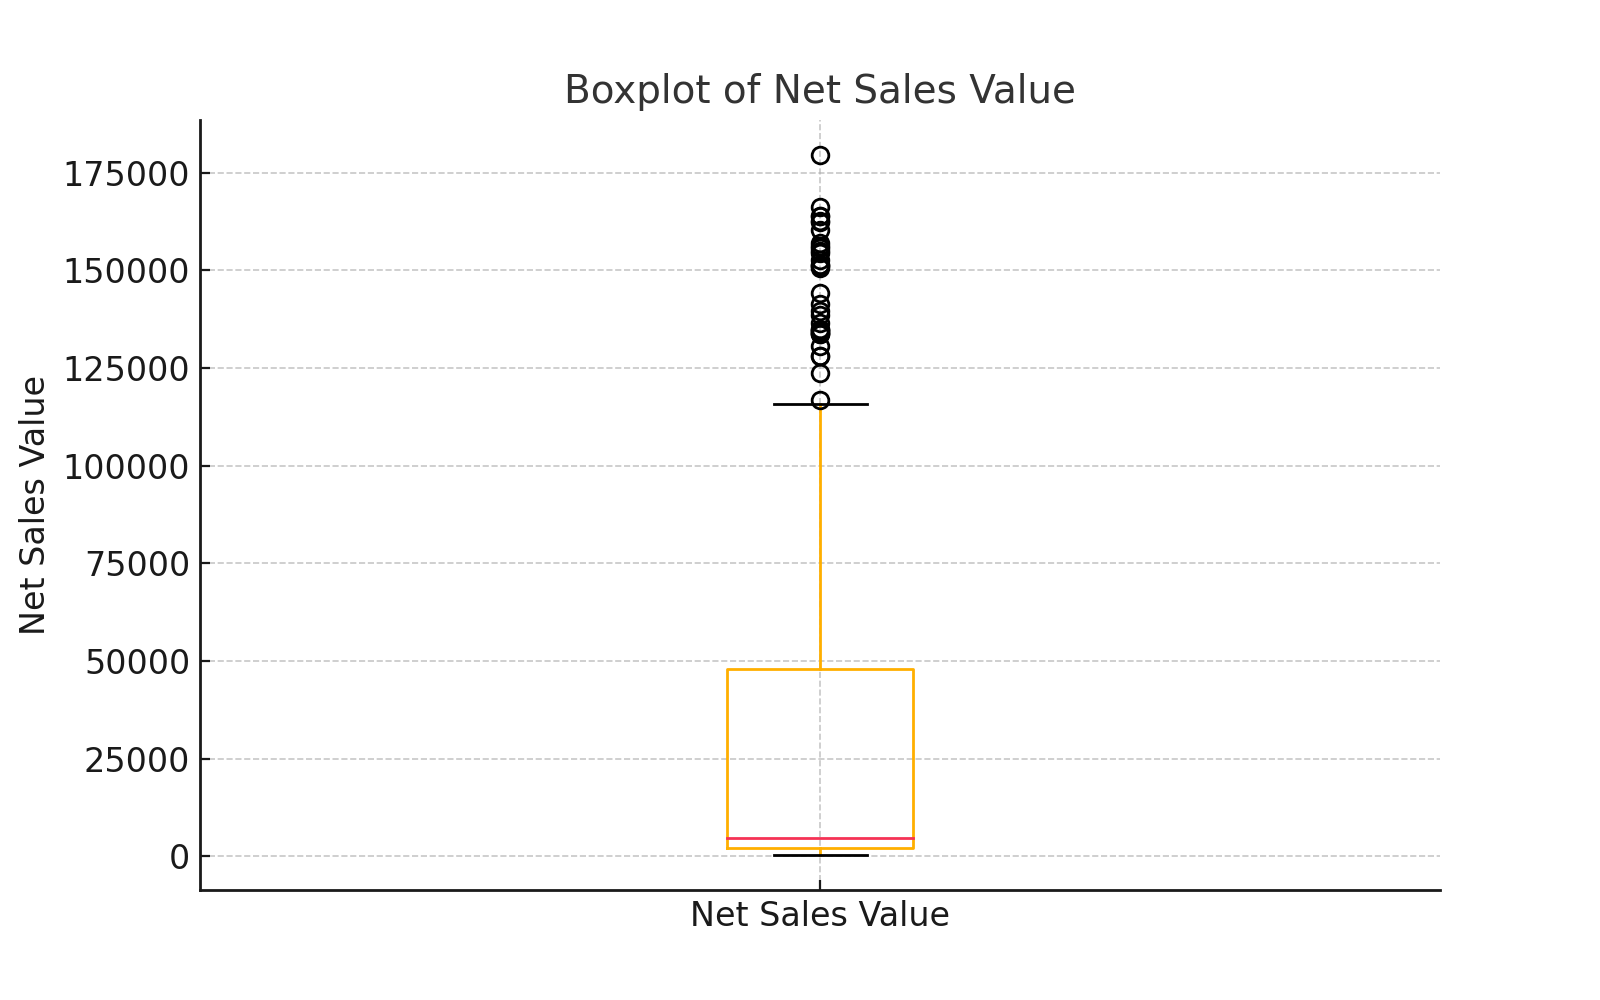 Boxplot of Net Sales Value
175000
150000
125000
100000
75000
50000
25000
0
Net Sales Value
Net Sales Value